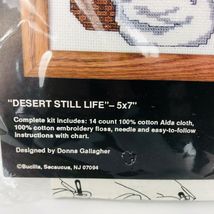 "DESERT STILL LIFE"– 5x7"
Complete kit includes: 14 count 100% cotton Aida cloth,
100% cotton embroidery floss, needle and easy-to-follow
instructions with chart.
Designed by Donna Gallagher
©Bucilla, Secaucus, NJ 07094